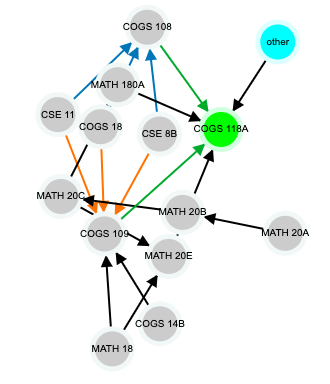 COGS 108
other
MATH 180A
CSE 11
COGS 18
CSE 8B
COGS 118A
MATH 20C
MATH 20B
COGS 109
MATH 20A
MATH 20E
COGS 14B
MATH 18